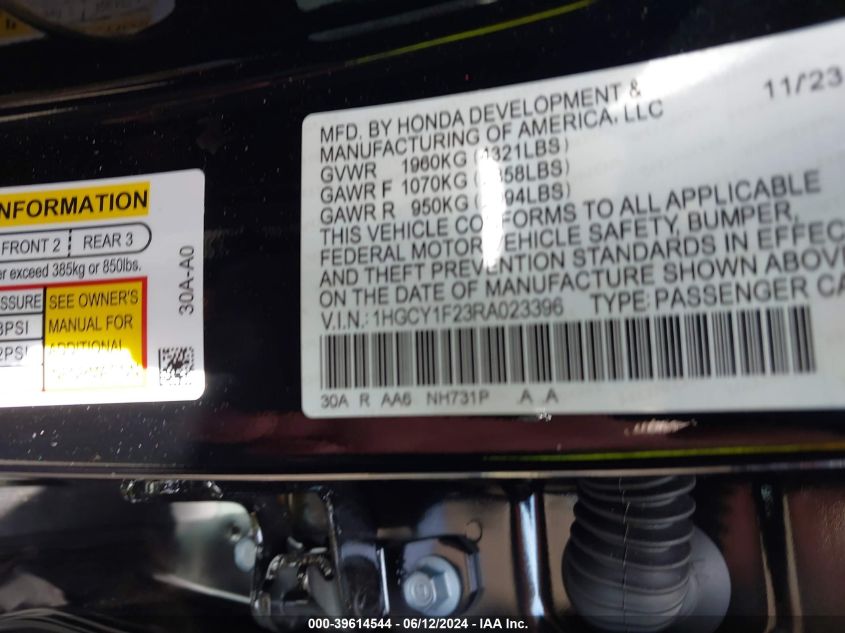 INFORMATION
FRONT 2 REAR 3
exceed 385kg or 850lbs.
SEE OWNER'S
MANUAL FOR
ADDITIONAL
INFORMATION
30A-A0
11/23
MFD. BY HONDA DEVELOPMENT &
MANUFACTURING OF AMERICA, LLC
GVWR 1960KG
GAWR F 1070KG
GAWR R 950KG
THIS VEHICLE CONFORMS TO ALL APPLICABLE
FEDERAL MOTOR VEHICLE SAFETY, BUMPER,
AND THEFT PREVENTION STANDARDS IN EFFEC
ON THE DATE OF MANUFACTURE SHOWN ABOVE
V.I.N.: 1HGCY1F23RA023396 TYPE: PASSENGER CA
30A R AA6 NH731P A A
000-39614544 / 06/12/2024 - IAA Inc.